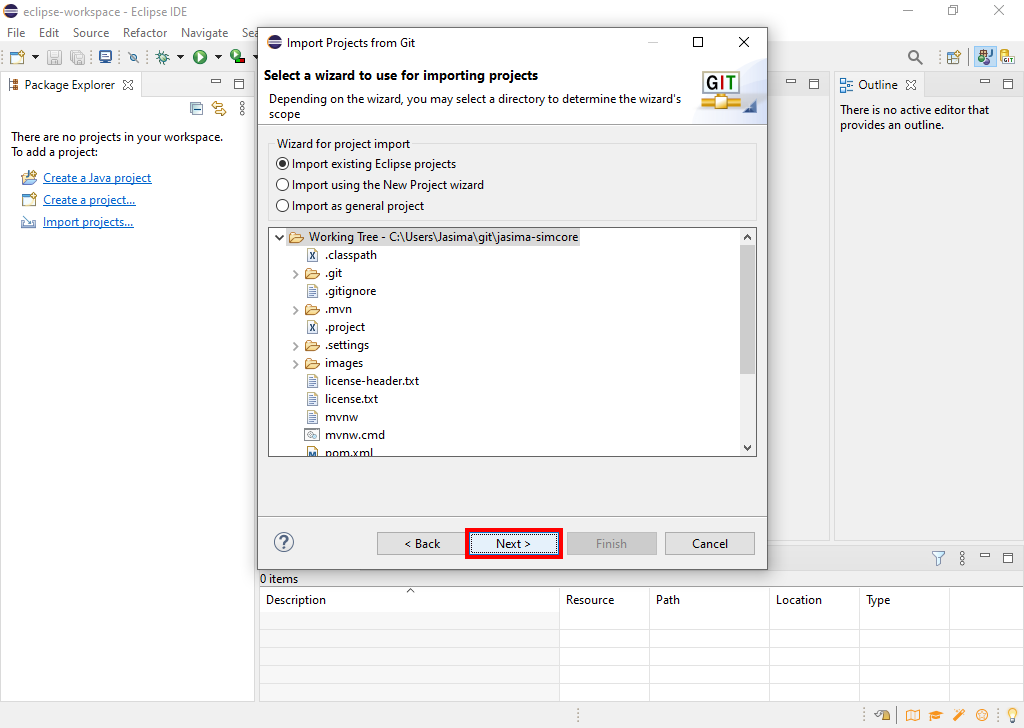 eclipse-workspace - Eclipse IDE
File Edit Source Refactor Navigate
Package Explorer
There are no projects in your workspace.
To add a project:
Create a Java project
Create a project...
Import projects...
Import Projects from Git
Select a wizard to use for importing projects
Depending on the wizard, you may select a directory to determine the wizard's
scope
GIT
Wizard for project import
Import existing Eclipse projects
Import using the New Project wizard
Import as general project
Working Tree - C:\Users\Jasima\git\jasima-simcore
.classpath
.git
.gitignore
.mvn
.project
.settings
images
license-header.txt
license.txt
mvnw
mvnw.cmd
pom.xml
? < Back Next > Finish Cancel
GIT
Outline
There is no active editor that
provides an outline.
0 items
Description Resource Path Location Type